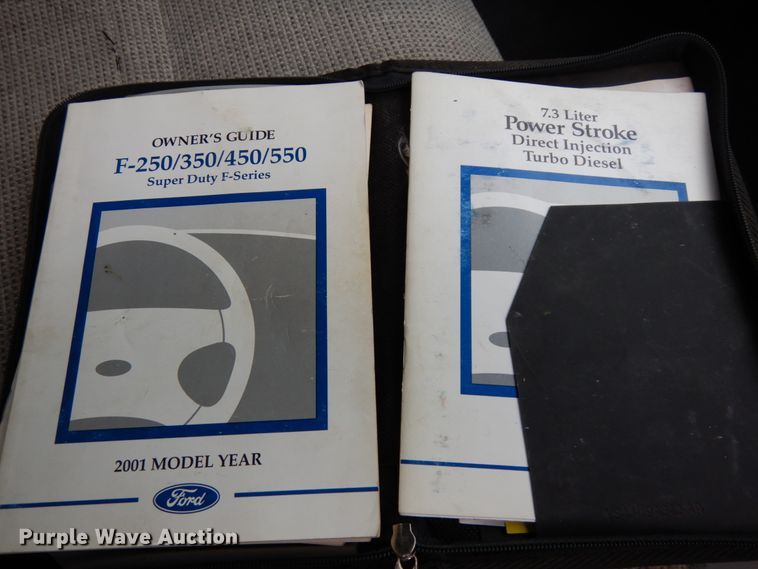 OWNER'S GUIDE
F-250/350/450/550
Super Duty F-Series
2001 MODEL YEAR
Ford
7.3 Liter
Power Stroke
Direct Injection
Turbo Diesel
Purple Wave Auction